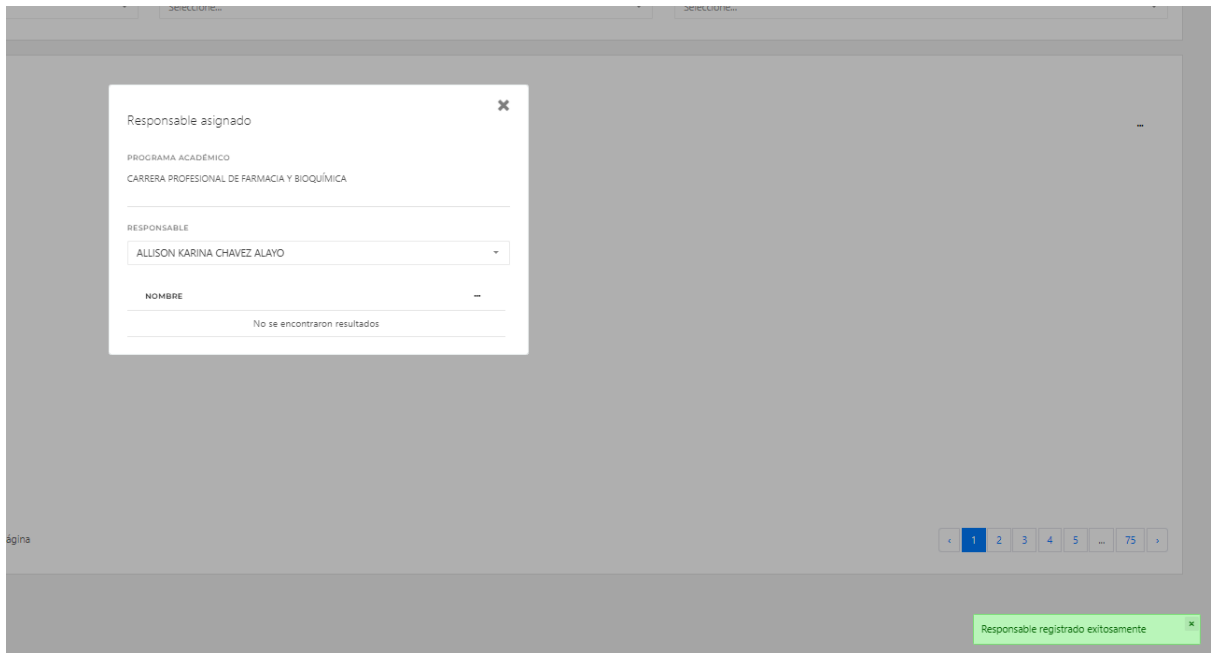 Seleccione...
Seleccione...
Responsable asignado
...
PROGRAMA ACADÉMICO
CARRERA PROFESIONAL DE FARMACIA Y BIOQUÍMICA
RESPONSABLE
ALLISON KARINA CHAVEZ ALAYO
NOMBRE ...
No se encontraron resultados
ágina
‹ 1 2 3 4 5 ... 75 ›
Responsable registrado exitosamente